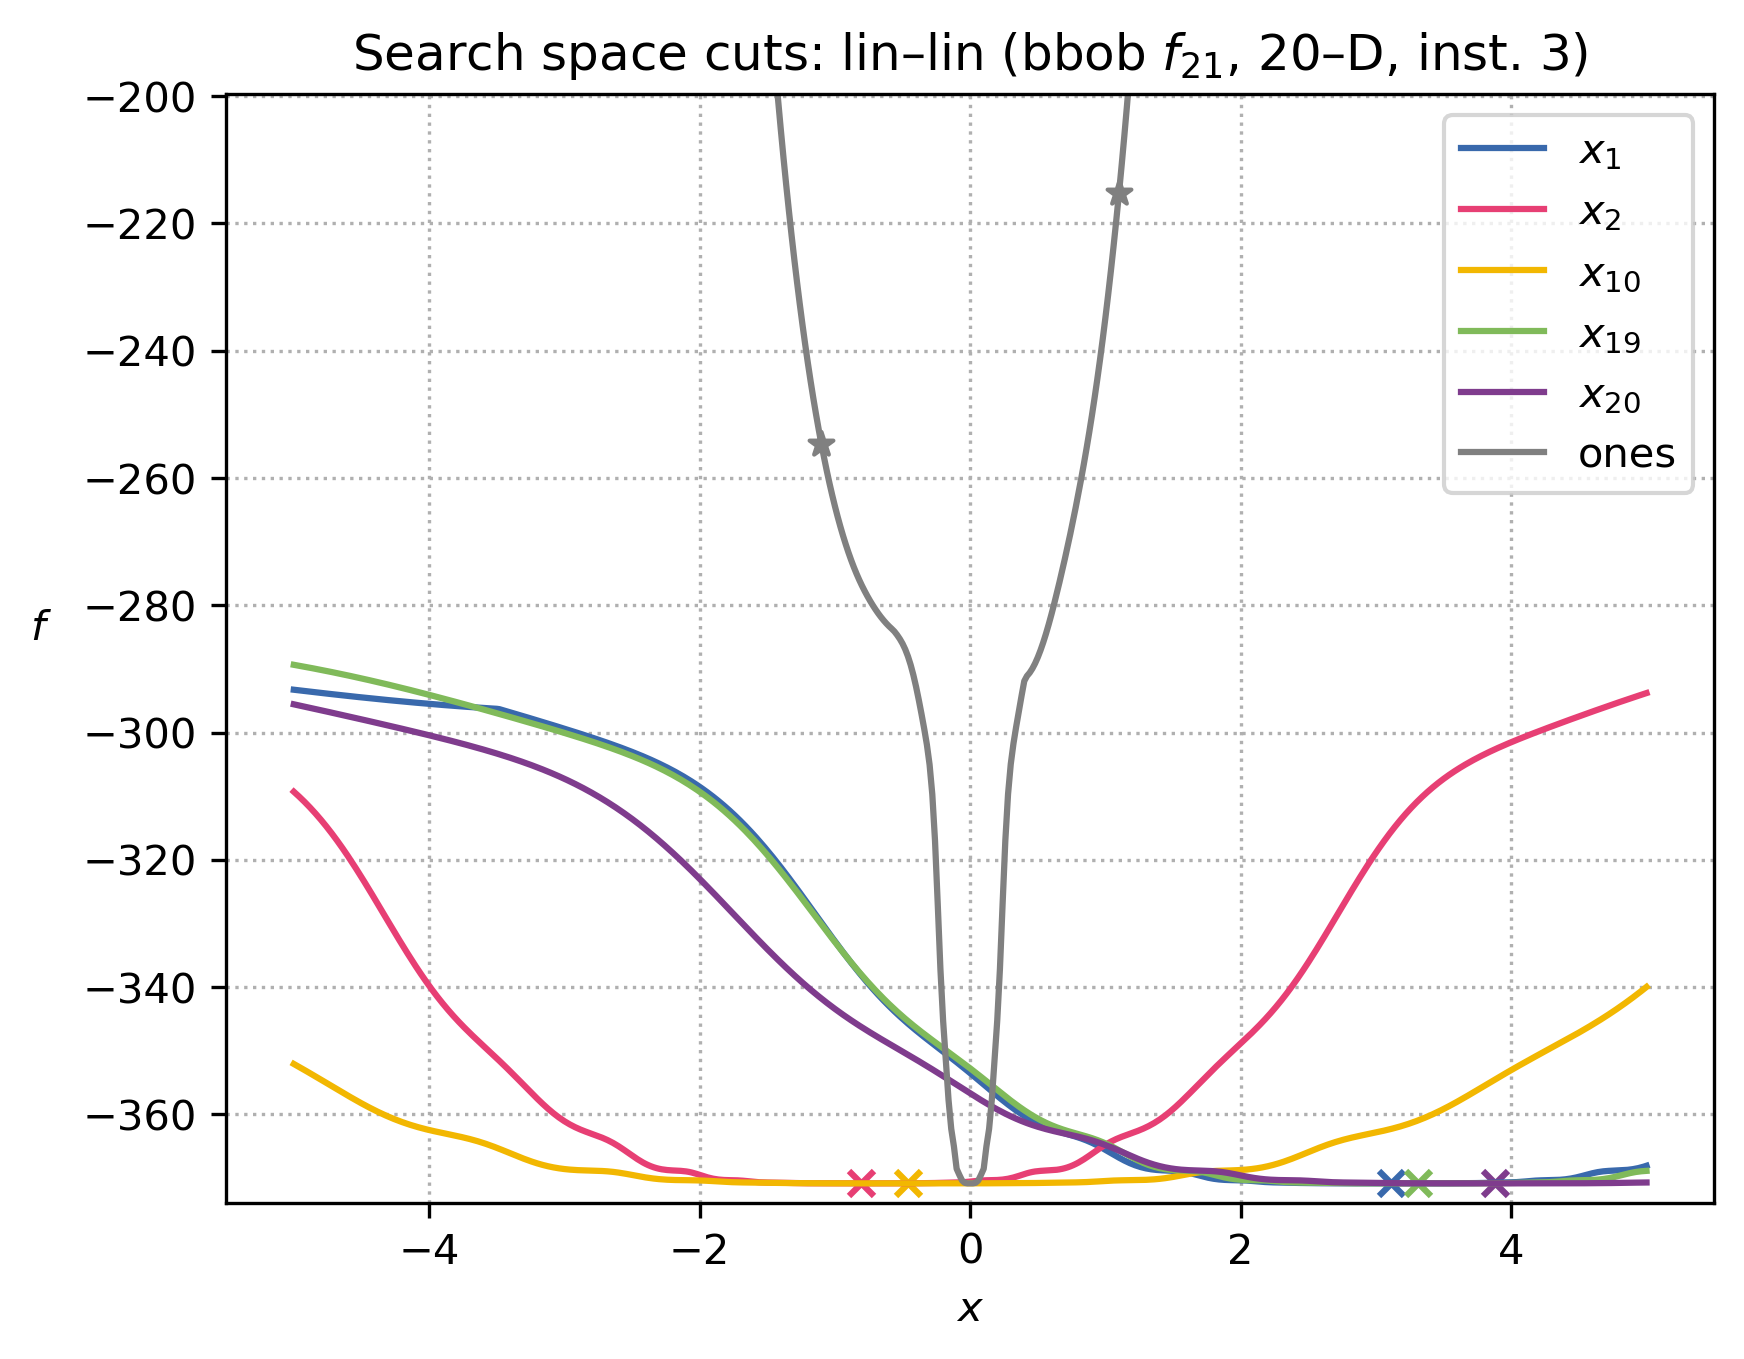 Search space cuts: lin–lin (bbob f21, 20–D, inst. 3)
−200
−220
−240
−260
−280
−300
−320
−340
−360
f
x1
x2
x10
x19
x20
ones
−4 −2 0 2 4
x